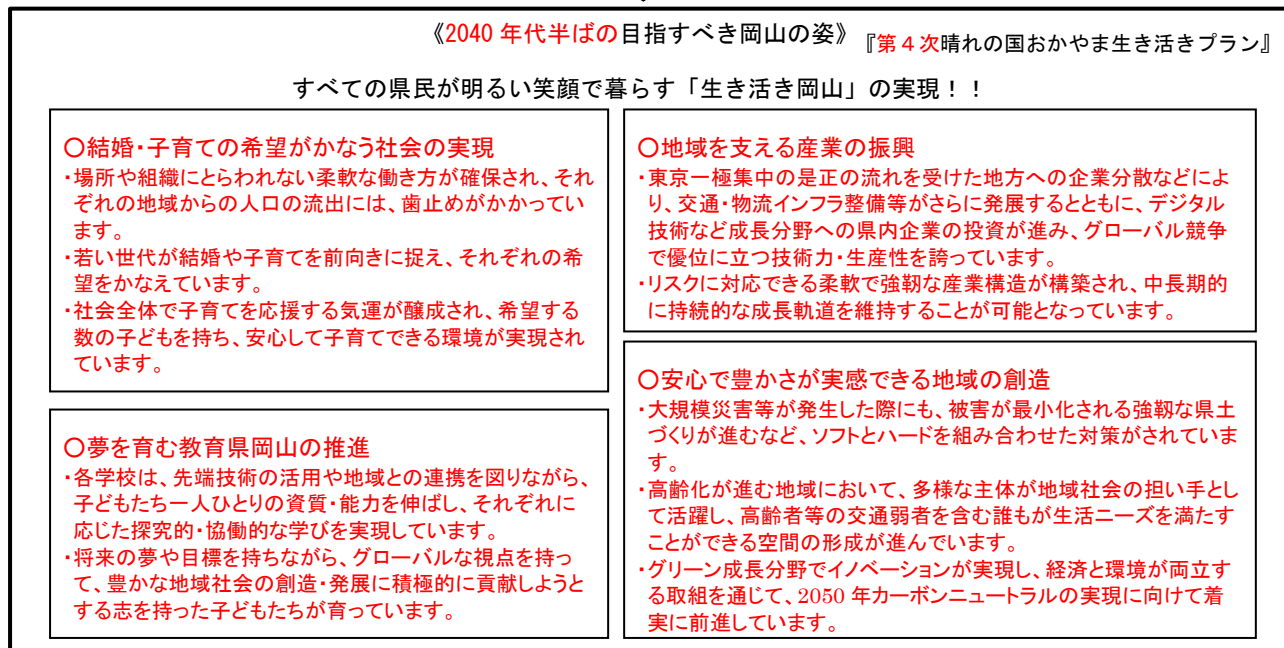 《2040 年代半ばの目指すべき岡山の姿》 『第４次晴れの国おかやま生き活きプラン』
すべての県民が明るい笑顔で暮らす「生き活き岡山」の実現！！
〇結婚・子育ての希望がかなう社会の実現
・場所や組織にとらわれない柔軟な働き方が確保され、それ
ぞれの地域からの人口の流出には、歯止めがかかってい
ます。
・若い世代が結婚や子育てを前向きに捉え、それぞれの希
望をかなえています。
・社会全体で子育てを応援する気運が醸成され、希望する
数の子どもを持ち、安心して子育てできる環境が実現され
ています。
〇夢を育む教育県岡山の推進
・各学校は、先端技術の活用や地域との連携を図りながら、
子どもたち一人ひとりの資質・能力を伸ばし、それぞれに
応じた探究的・協働的な学びを実現しています。
・将来の夢や目標を持ちながら、グローバルな視点を持っ
て、豊かな地域社会の創造・発展に積極的に貢献しようと
する志を持った子どもたちが育っています。
〇地域を支える産業の振興
・東京一極集中の是正の流れを受けた地方への企業分散などによ
り、交通・物流インフラ整備等がさらに発展するとともに、デジタル
技術など成長分野への県内企業の投資が進み、グローバル競争
で優位に立つ技術力・生産性を誇っています。
・リスクに対応できる柔軟で強靱な産業構造が構築され、中長期的
に持続的な成長軌道を維持することが可能となっています。
〇安心で豊かさが実感できる地域の創造
・大規模災害等が発生した際にも、被害が最小化される強靱な県土
づくりが進むなど、ソフトとハードを組み合わせた対策がされていま
す。
・高齢化が進む地域において、多様な主体が地域社会の担い手とし
て活躍し、高齢者等の交通弱者を含む誰もが生活ニーズを満たす
ことができる空間の形成が進んでいます。
・グリーン成長分野でイノベーションが実現し、経済と環境が両立す
る取組を通じて、2050 年カーボンニュートラルの実現に向けて着
実に前進しています。